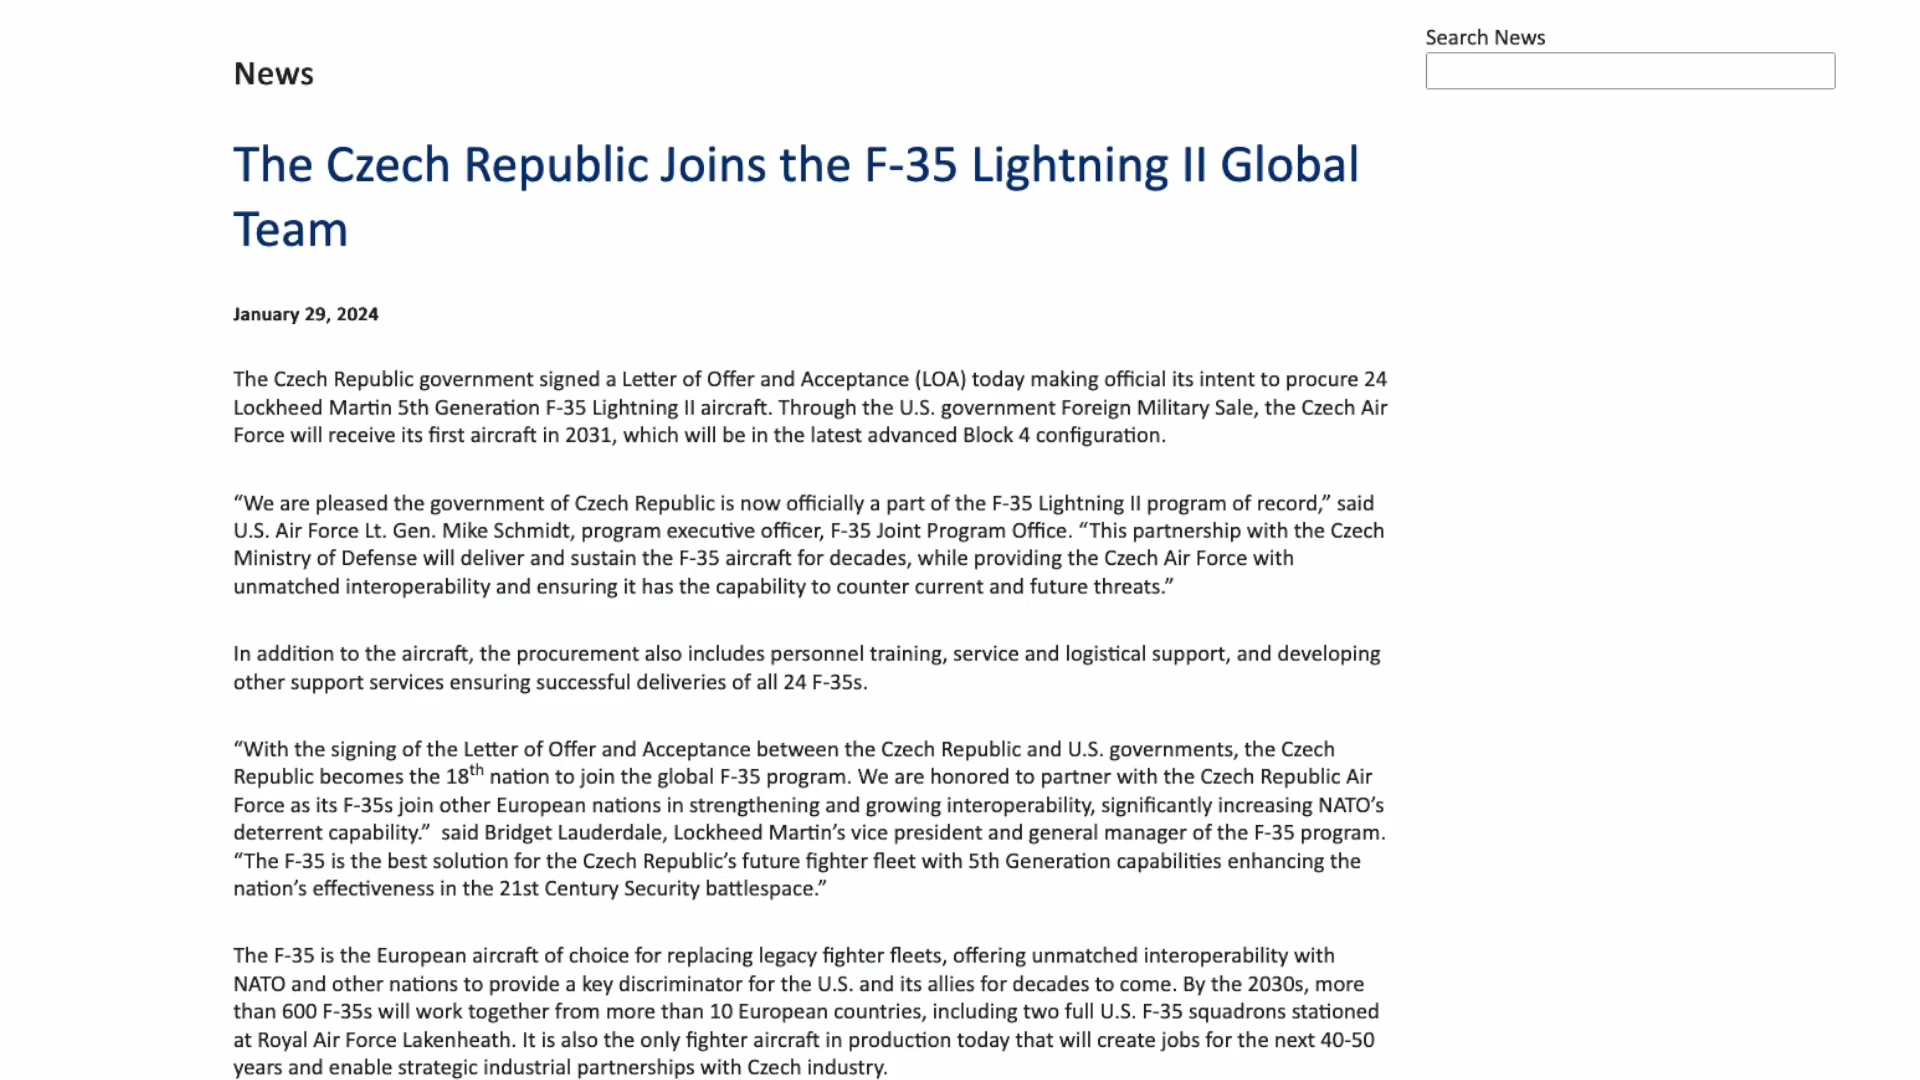 Search News
News
The Czech Republic Joins the F-35 Lightning II Global
Team
January 29, 2024
The Czech Republic government signed a Letter of Offer and Acceptance (LOA) today making official its intent to procure 24
Lockheed Martin 5th Generation F-35 Lightning II aircraft. Through the U.S. government Foreign Military Sale, the Czech Air
Force will receive its first aircraft in 2031, which will be in the latest advanced Block 4 configuration.
“We are pleased the government of Czech Republic is now officially a part of the F-35 Lightning II program of record,” said
U.S. Air Force Lt. Gen. Mike Schmidt, program executive officer, F-35 Joint Program Office. “This partnership with the Czech
Ministry of Defense will deliver and sustain the F-35 aircraft for decades, while providing the Czech Air Force with
unmatched interoperability and ensuring it has the capability to counter current and future threats.”
In addition to the aircraft, the procurement also includes personnel training, service and logistical support, and developing
other support services ensuring successful deliveries of all 24 F-35s.
“With the signing of the Letter of Offer and Acceptance between the Czech Republic and U.S. governments, the Czech
Republic becomes the 18th nation to join the global F-35 program. We are honored to partner with the Czech Republic Air
Force as its F-35s join other European nations in strengthening and growing interoperability, significantly increasing NATO’s
deterrent capability.”  said Bridget Lauderdale, Lockheed Martin’s vice president and general manager of the F-35 program.
“The F-35 is the best solution for the Czech Republic’s future fighter fleet with 5th Generation capabilities enhancing the
nation’s effectiveness in the 21st Century Security battlespace.”
The F-35 is the European aircraft of choice for replacing legacy fighter fleets, offering unmatched interoperability with
NATO and other nations to provide a key discriminator for the U.S. and its allies for decades to come. By the 2030s, more
than 600 F-35s will work together from more than 10 European countries, including two full U.S. F-35 squadrons stationed
at Royal Air Force Lakenheath. It is also the only fighter aircraft in production today that will create jobs for the next 40-50
years and enable strategic industrial partnerships with Czech industry.